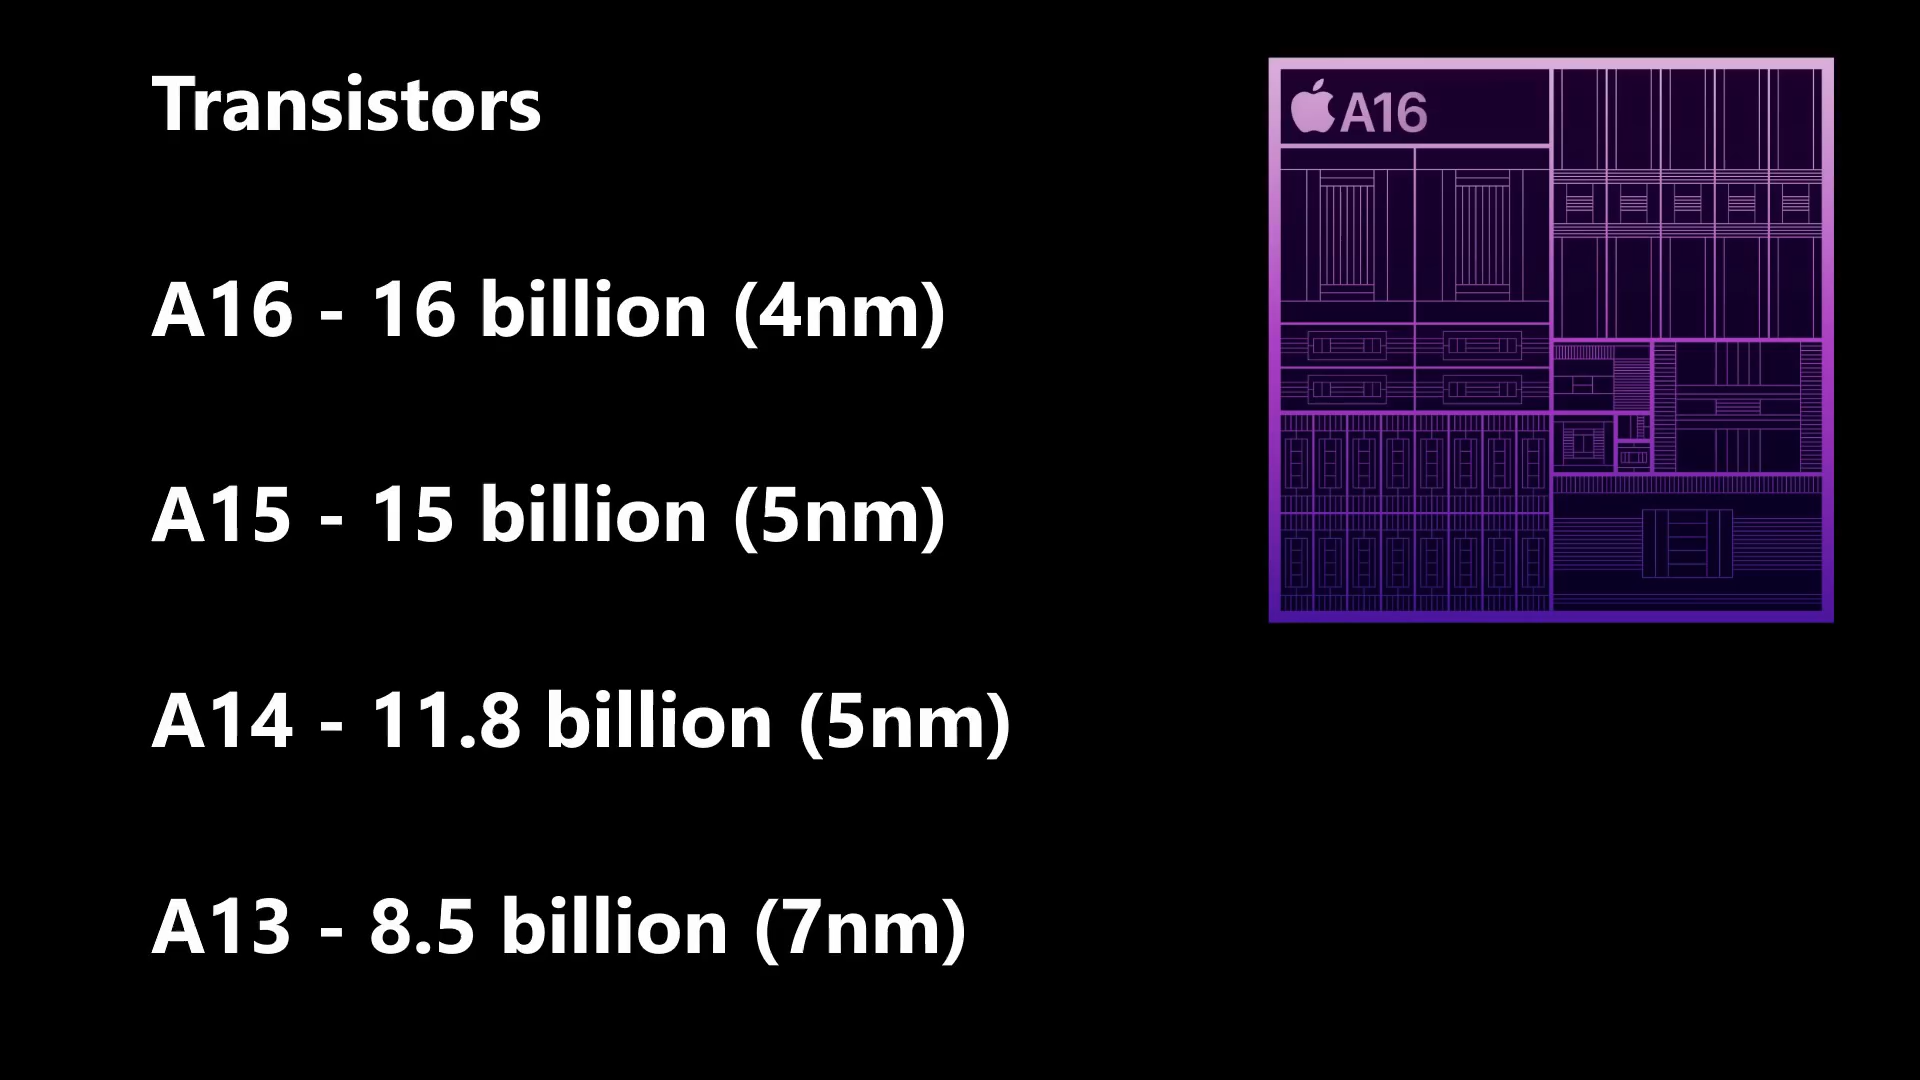 Transistors
A16
A16 - 16 billion (4nm)
A15 - 15 billion (5nm)
A14 - 11.8 billion (5nm)
A13 - 8.5 billion (7nm)